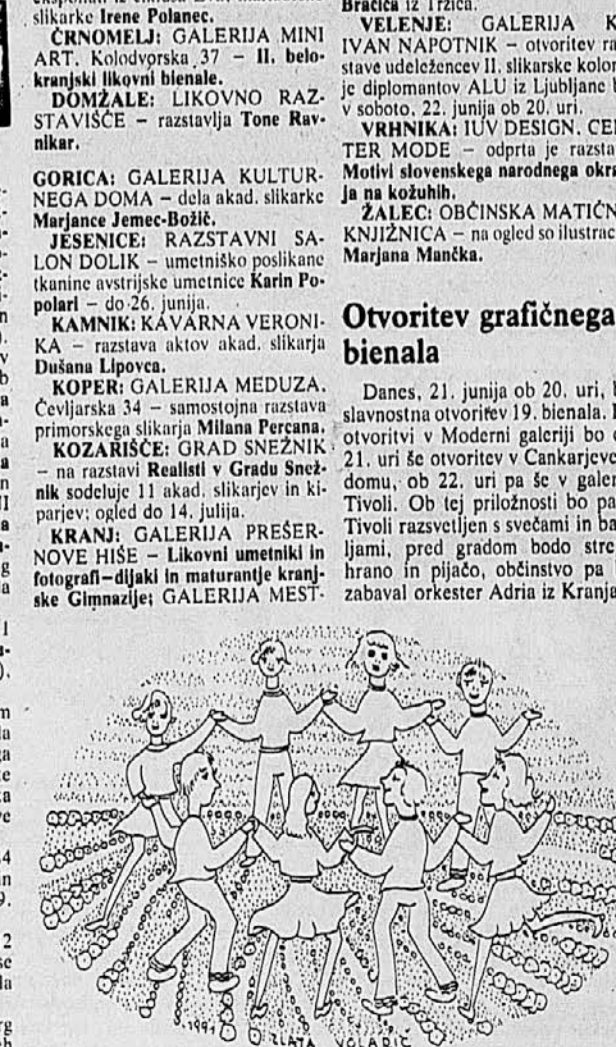 slikarke Irene Polanec.
ČRNOMELJ: GALERIJA MINI
ART. Kolodvorska 37 – II. belo-
kranjski likovni bienale.
DOMŽALE: LIKOVNO RAZ-
STAVIŠČE – razstavlja Tone Rav-
nikar.
GORICA: GALERIJA KULTUR-
NEGA DOMA – dela akad. slikarke
Marjance Jemec-Božič.
JESENICE: RAZSTAVNI SA-
LON DOLIK – umetniško poslikane
tkanine avstrijske umetnice Karin Po-
polari – do 26. junija.
KAMNIK: KAVARNA VERONI-
KA – razstava aktov akad. slikarja
Dušana Lipovca.
KOPER: GALERIJA MEDUZA.
Čevljarska 34 – samostojna razstava
primorskega slikarja Milana Percana.
KOZARIŠČE: GRAD SNEŽNIK
– na razstavi Realisti v Gradu Snež-
nik sodeluje 11 akad. slikarjev in ki-
parjev; ogled do 14. julija.
KRANJ: GALERIJA PREŠER-
NOVE HIŠE – Likovni umetniki in
fotografi–dijaki in maturantje kranj-
ske Gimnazije; GALERIJA MEST-
Bračiča iz Tržiča.
VELENJE: GALERIJA
IVAN NAPOTNIK – otvoritev
stave udeležencev II. slikarske
je diplomantov ALU iz Ljubljane
v soboto, 22. junija ob 20. uri.
VRHNIKA: IUV DESIGN. CEN
TER MODE – odprta je
Motivi slovenskega narodnega
ja na kožuhih.
ŽALEC: OBČINSKA MATIČN
KNJIŽNICA – na ogled so
Marjana Mančka.
Otvoritev grafičnega
bienala
Danes, 21. junija ob 20. uri,
slavnostna otvoritev 19. bienala.
otvoritvi v Moderni galeriji bo
21. uri še otvoritev v Cankarjeve
domu, ob 22. uri pa še v
Tivoli. Ob tej priložnosti bo
Tivoli razsvetljen s svečami in
ljami, pred gradom bodo
hrano in pijačo, občinstvo pa
zabaval orkester Adria iz Kranja
1991
ZLATA VOLARIČ